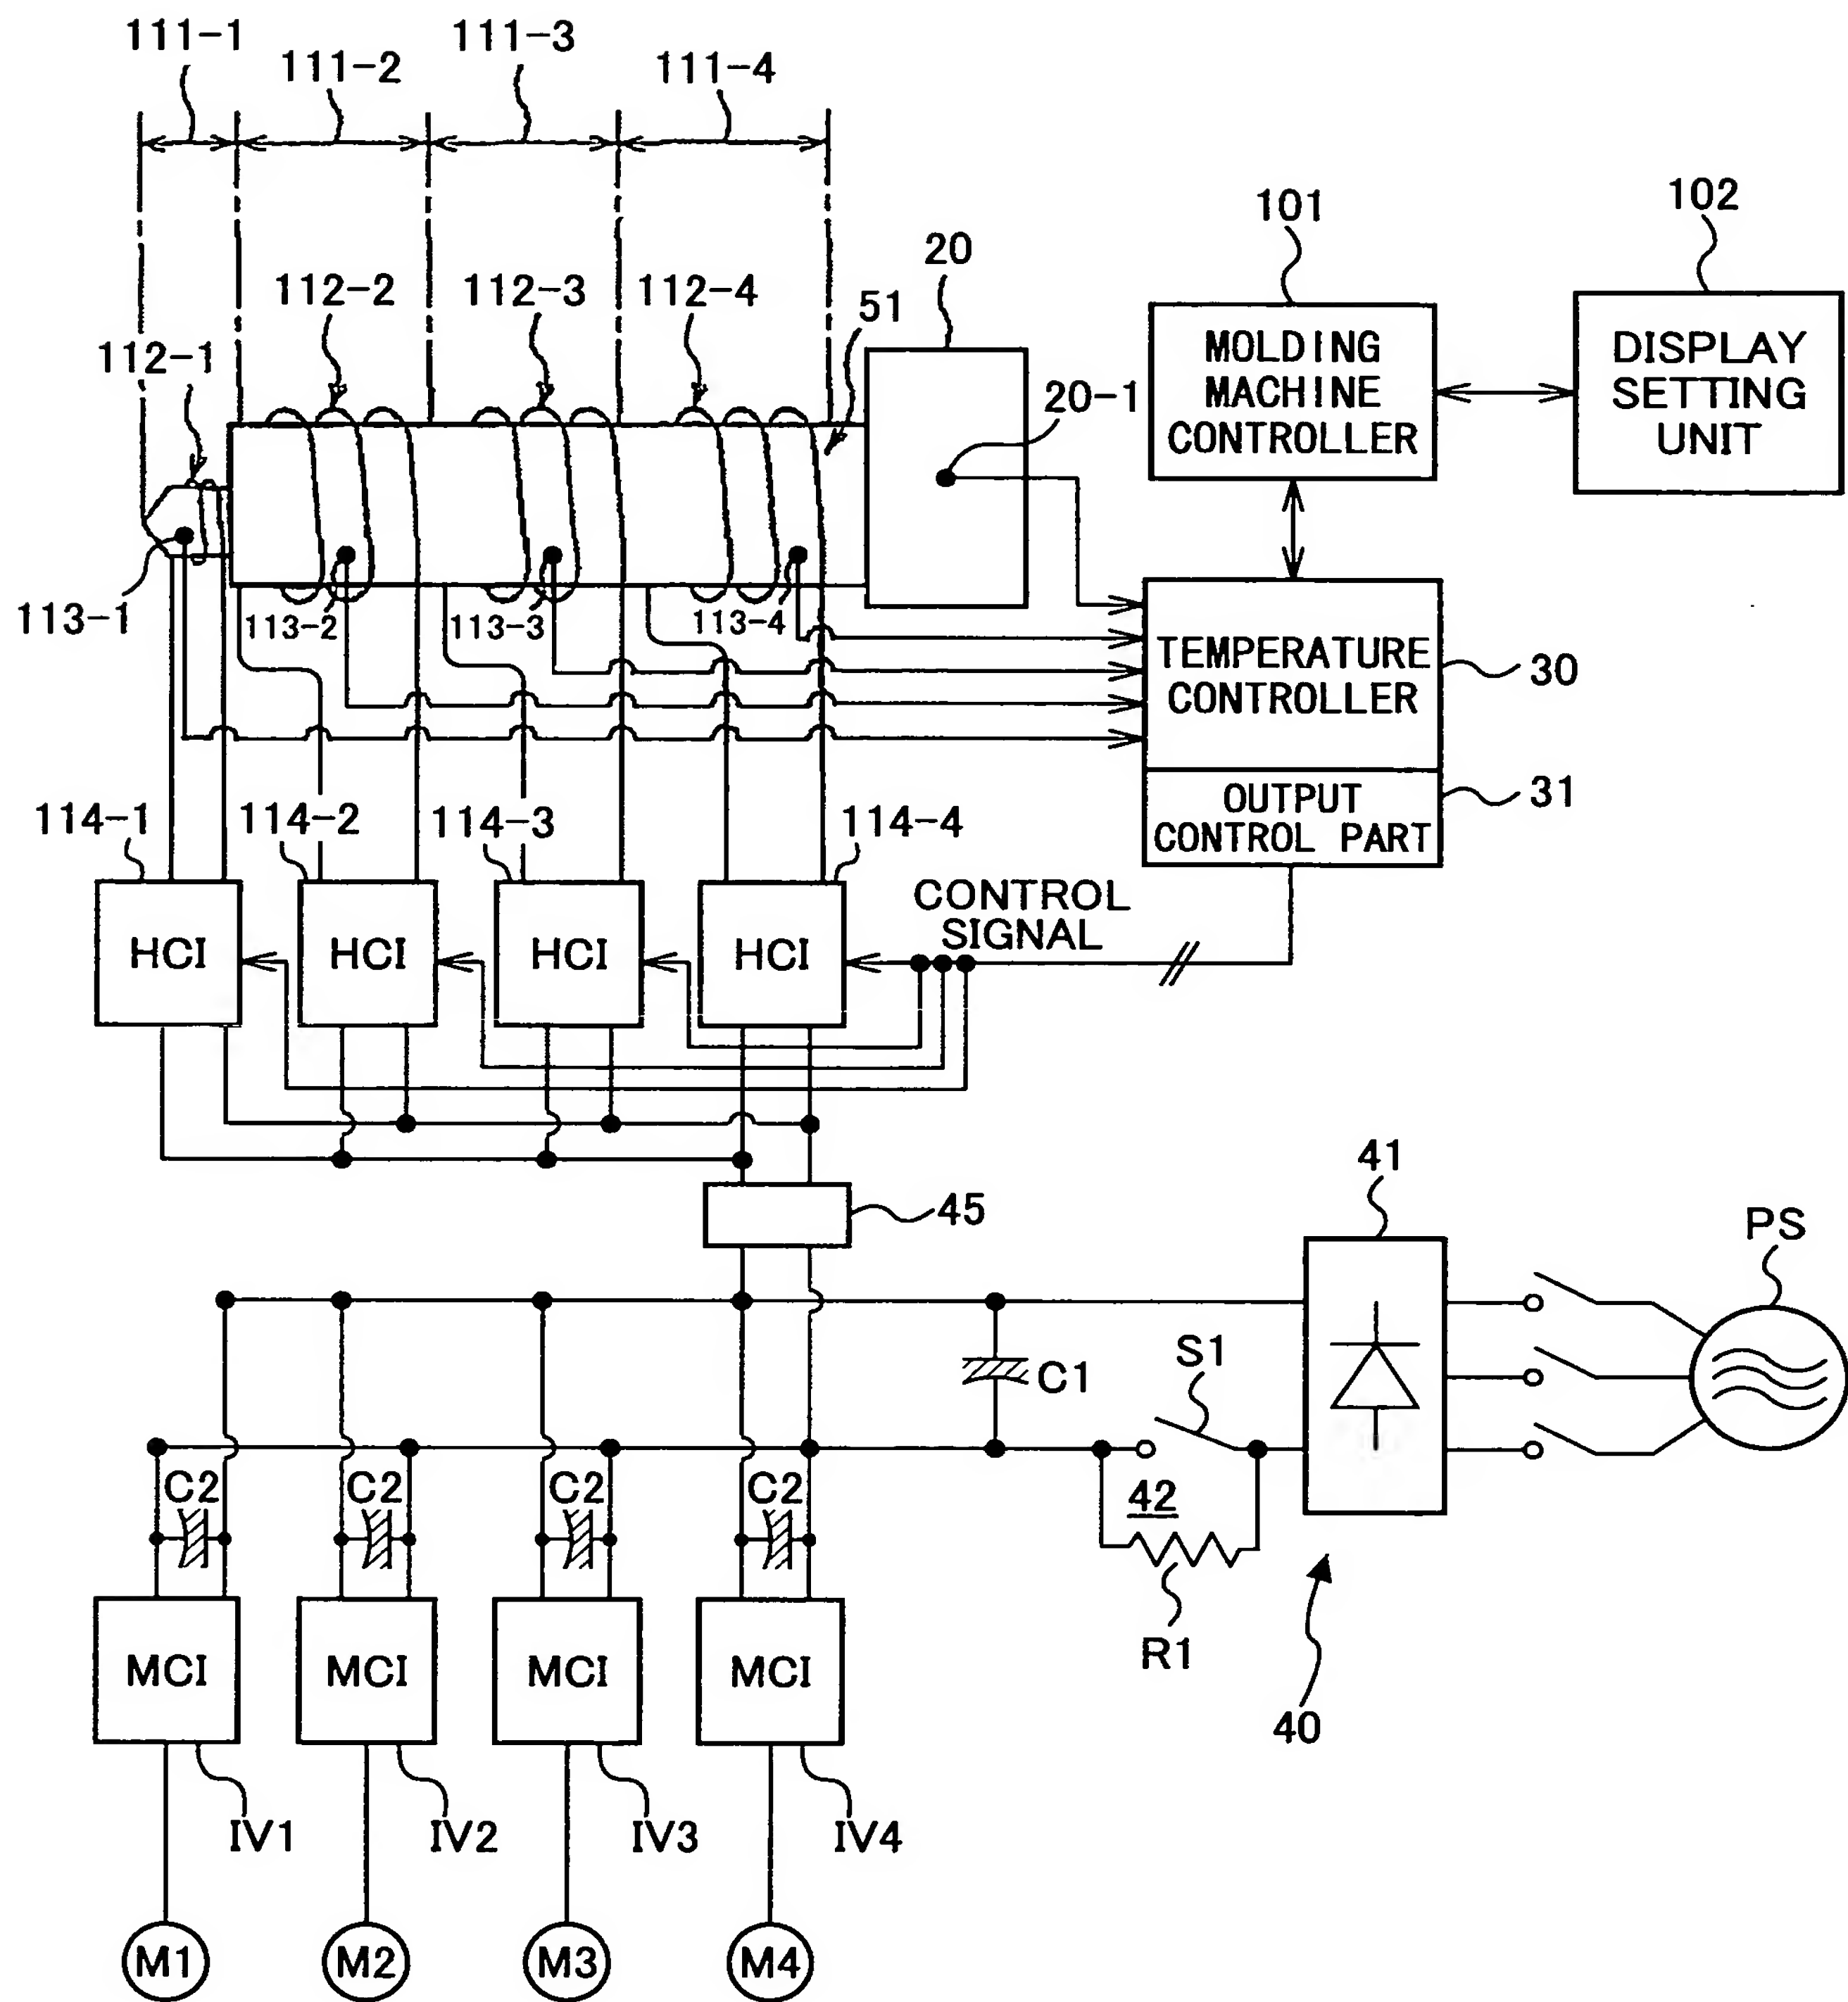 111-1
111-2
111-3
111-4
101
102
20
112-2
112-3
112-4
51
112-1
20-1
MOLDING
MACHINE
CONTROLLER
DISPLAY
SETTING
UNIT
113-1
113-2
113-3
113-4
TEMPERATURE
CONTROLLER
30
OUTPUT
CONTROL PART
31
114-1
114-2
114-3
114-4
CONTROL
SIGNAL
HCI
HCI
HCI
HCI
45
41
PS
C1
S1
C2
C2
C2
C2
42
R1
40
MCI
MCI
MCI
MCI
IV1
IV2
IV3
IV4
M1
M2
M3
M4